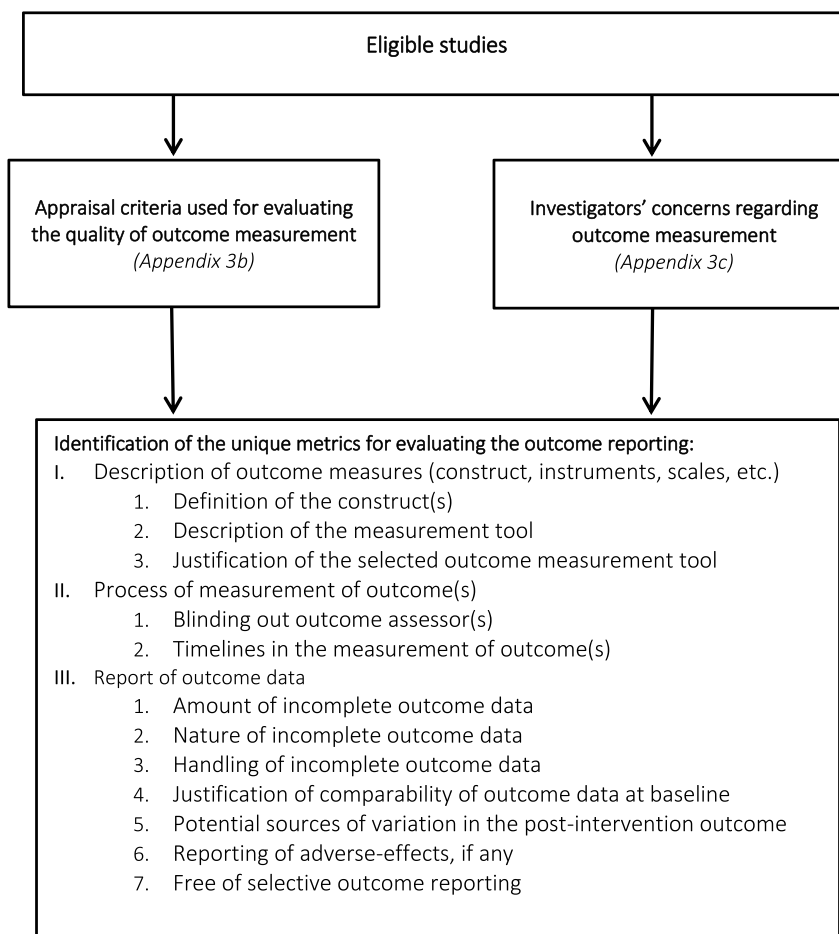 Eligible studies
Appraisal criteria used for evaluating
the quality of outcome measurement
(Appendix 3b)
Investigators’ concerns regarding
outcome measurement
(Appendix 3c)
Identification of the unique metrics for evaluating the outcome reporting:
I. Description of outcome measures (construct, instruments, scales, etc.)
1. Definition of the construct(s)
2. Description of the measurement tool
3. Justification of the selected outcome measurement tool
II. Process of measurement of outcome(s)
1. Blinding out outcome assessor(s)
2. Timelines in the measurement of outcome(s)
III. Report of outcome data
1. Amount of incomplete outcome data
2. Nature of incomplete outcome data
3. Handling of incomplete outcome data
4. Justification of comparability of outcome data at baseline
5. Potential sources of variation in the post-intervention outcome
6. Reporting of adverse-effects, if any
7. Free of selective outcome reporting